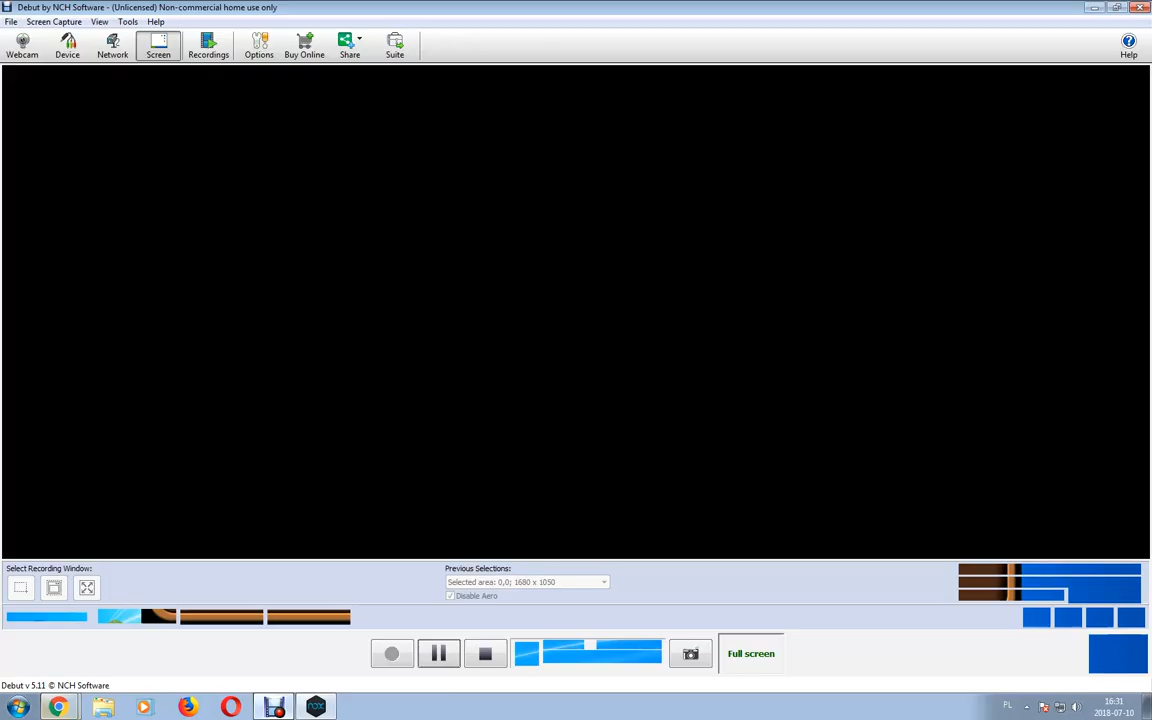 Debut by NCH Software - (Unlicensed) Non-commercial home use only
File Screen Capture View Tools Help
Webcam Device Network Screen Recordings Options Buy Online Share Suite Help
Select Recording Window:
Previous Selections:
Selected area: 0,0; 1680 x 1050
Disable Aero
Full screen
Debut v 5.11 © NCH Software
nox
PL
16:31
2018-07-10